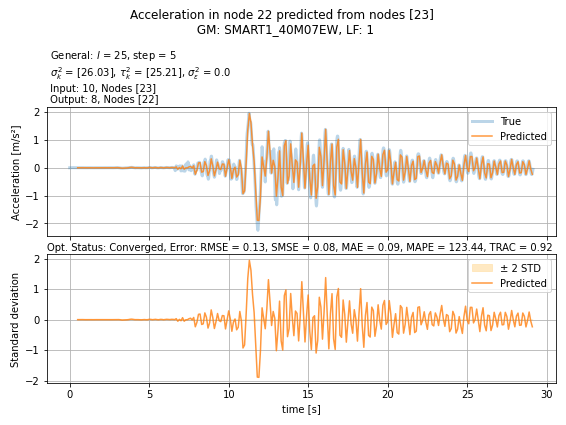 Acceleration in node 22 predicted from nodes [23]
GM: SMART1_40M07EW, LF: 1
General: l = 25, step = 5
σ²ₖ = [26.03], τ²ₖ = [25.21], σ²ε = 0.0
Input: 10, Nodes [23]
Output: 8, Nodes [22]
Acceleration [m/s²]
2
1
0
−1
−2
True
Predicted
Opt. Status: Converged, Error: RMSE = 0.13, SMSE = 0.08, MAE = 0.09, MAPE = 123.44, TRAC = 0.92
Standard deviation
2
1
0
−1
−2
± 2 STD
Predicted
0 5 10 15 20 25 30
time [s]